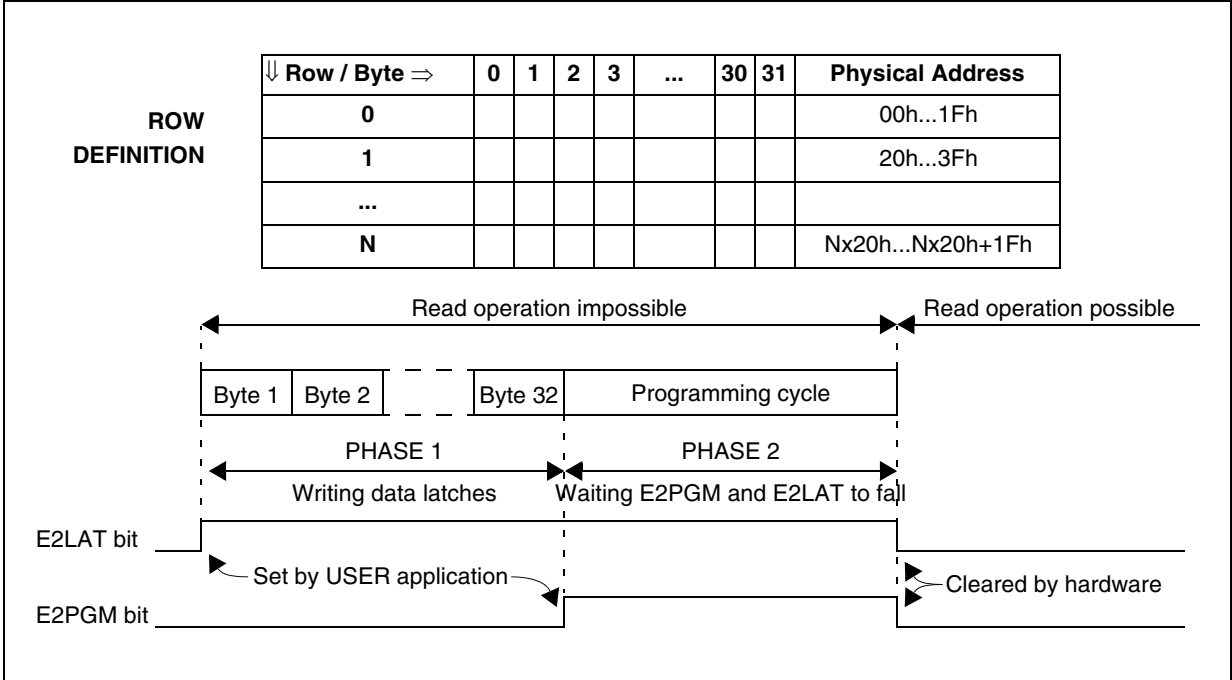 ⇓ Row / Byte ⇒ 0 1 2 3 ... 30 31 Physical Address
ROW DEFINITION
0 00h...1Fh
1 20h...3Fh
...
N Nx20h...Nx20h+1Fh
Read operation impossible Read operation possible
Byte 1 Byte 2 Byte 32 Programming cycle
PHASE 1 PHASE 2
Writing data latches Waiting E2PGM and E2LAT to fall
E2LAT bit
Set by USER application Cleared by hardware
E2PGM bit